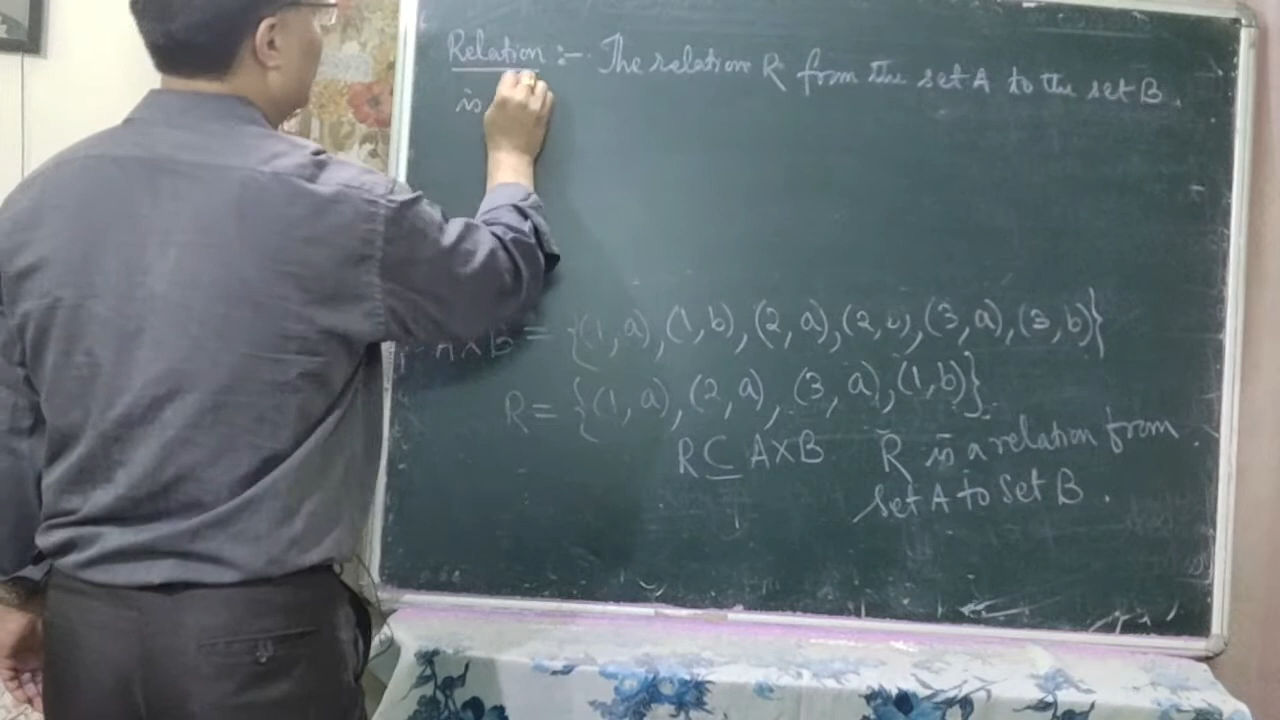 Relation :- The relation R from the set A to the set B.
is
A×B = {(1,a),(1,b),(2,a),(2,b),(3,a),(3,b)}
R = {(1,a),(2,a),(3,a),(1,b)}
R ⊆ A×B R is a relation from
set A to set B.